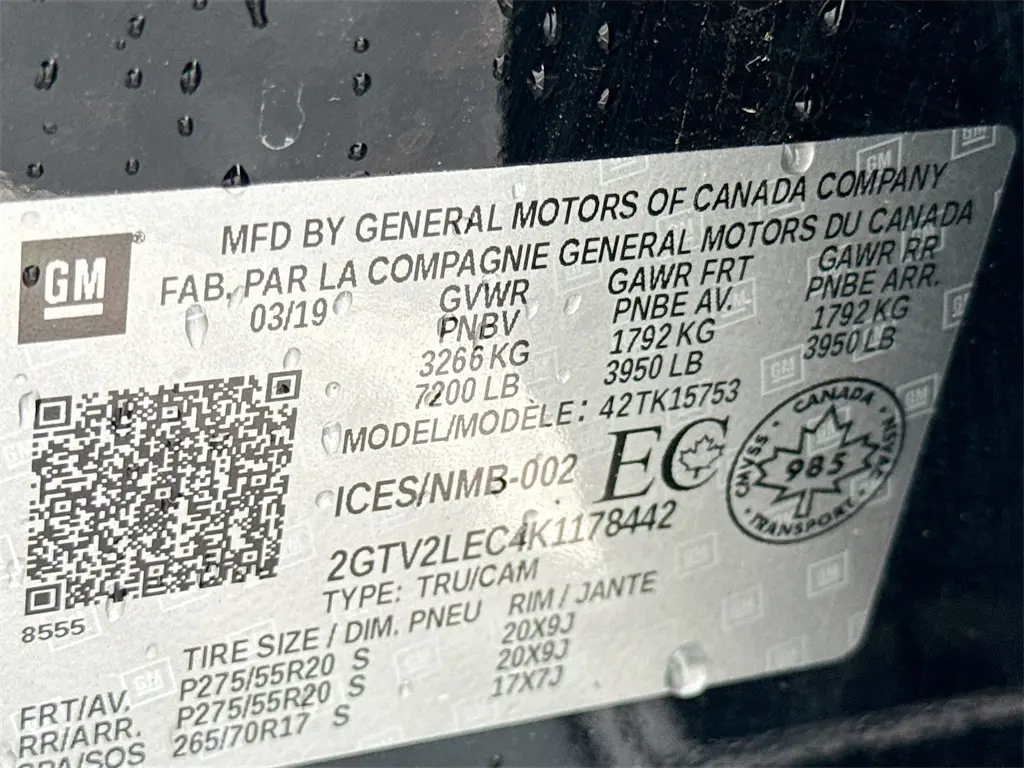 MFD BY GENERAL MOTORS OF CANADA COMPANY
FAB. PAR LA COMPAGNIE GENERAL MOTORS DU CANADA
GM
03/19
GVWR
PNBV
3266 KG
7200 LB
GAWR FRT
PNBE AV.
1792 KG
3950 LB
GAWR RR
PNBE ARR.
1792 KG
3950 LB
MODEL/MODELE: 42TK15753
ICES/NMB-002
EC
CANADA
CMVSS · NSVAC
985
TRANSPORT
2GTV2LEC4K1178442
TYPE: TRU/CAM
8555
TIRE SIZE / DIM. PNEU RIM / JANTE
FRT/AV. P275/55R20 S 20X9J
RR/ARR. P275/55R20 S 20X9J
SPA/SOS 265/70R17 S 17X7J